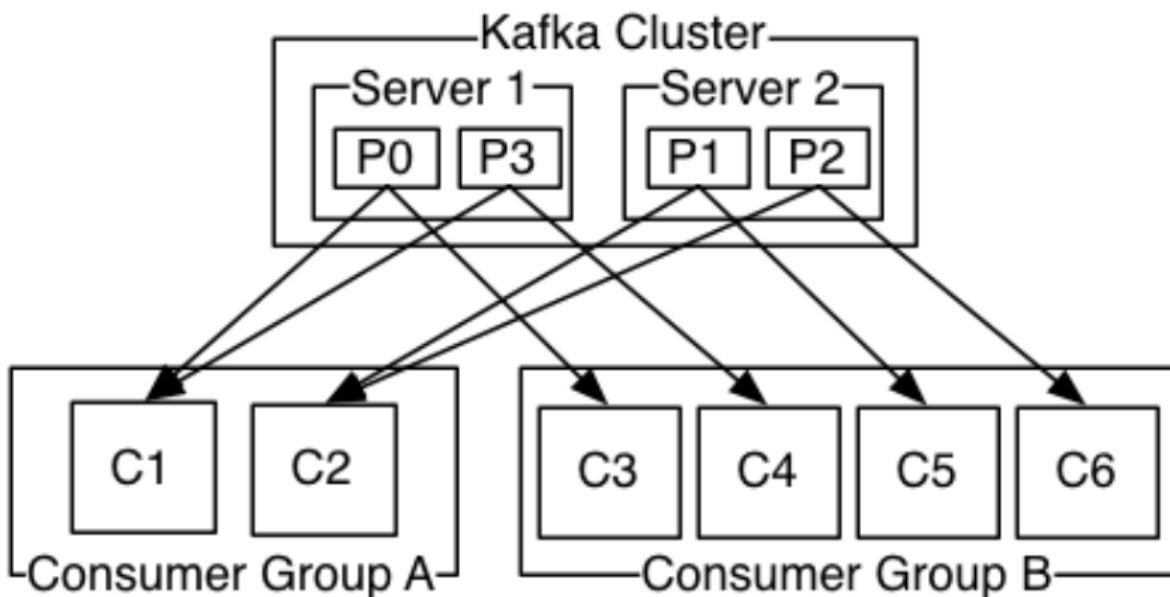 Kafka Cluster
Server 1
Server 2
P0
P3
P1
P2
C1
C2
C3
C4
C5
C6
Consumer Group A
Consumer Group B